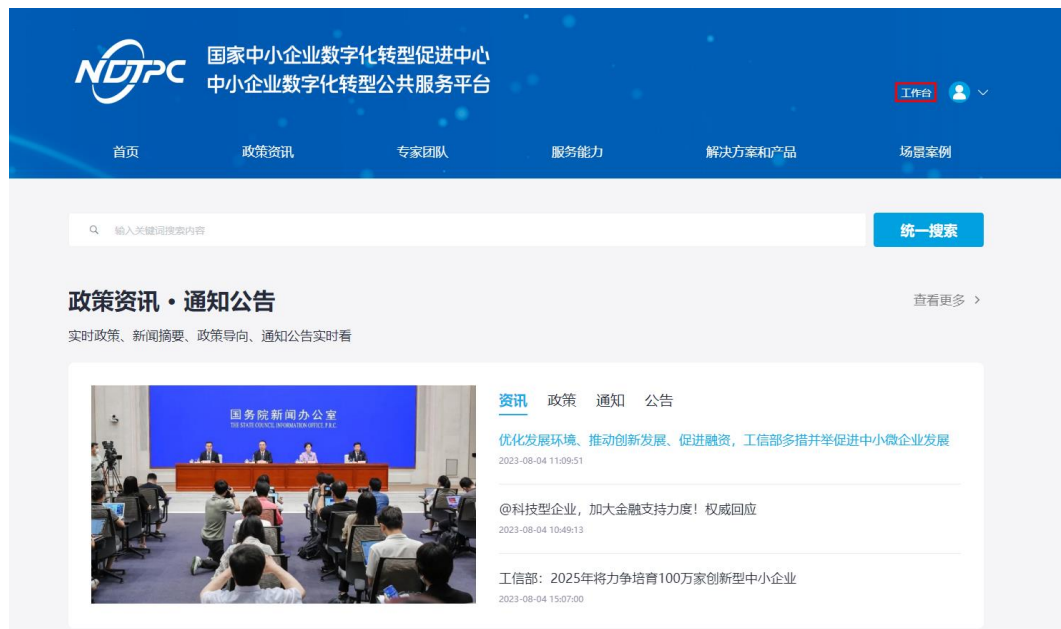 NDTPC
国家中小企业数字化转型促进中心
中小企业数字化转型公共服务平台
工作台
首页 政策资讯 专家团队 服务能力 解决方案和产品 场景案例
输入关键词搜索内容 统一搜索
政策资讯·通知公告 查看更多
实时政策、新闻摘要、政策导向、通知公告实时看
国务院新闻办公室
THE STATE COUNCIL INFORMATION OFFICE, P.R.C.
资讯 政策 通知 公告
优化发展环境、推动创新发展、促进融资，工信部多措并举促进中小微企业发展
2023-08-04 11:09:51
@科技型企业，加大金融支持力度！权威回应
2023-08-04 10:49:13
工信部：2025年将力争培育100万家创新型中小企业
2023-08-04 15:07:00